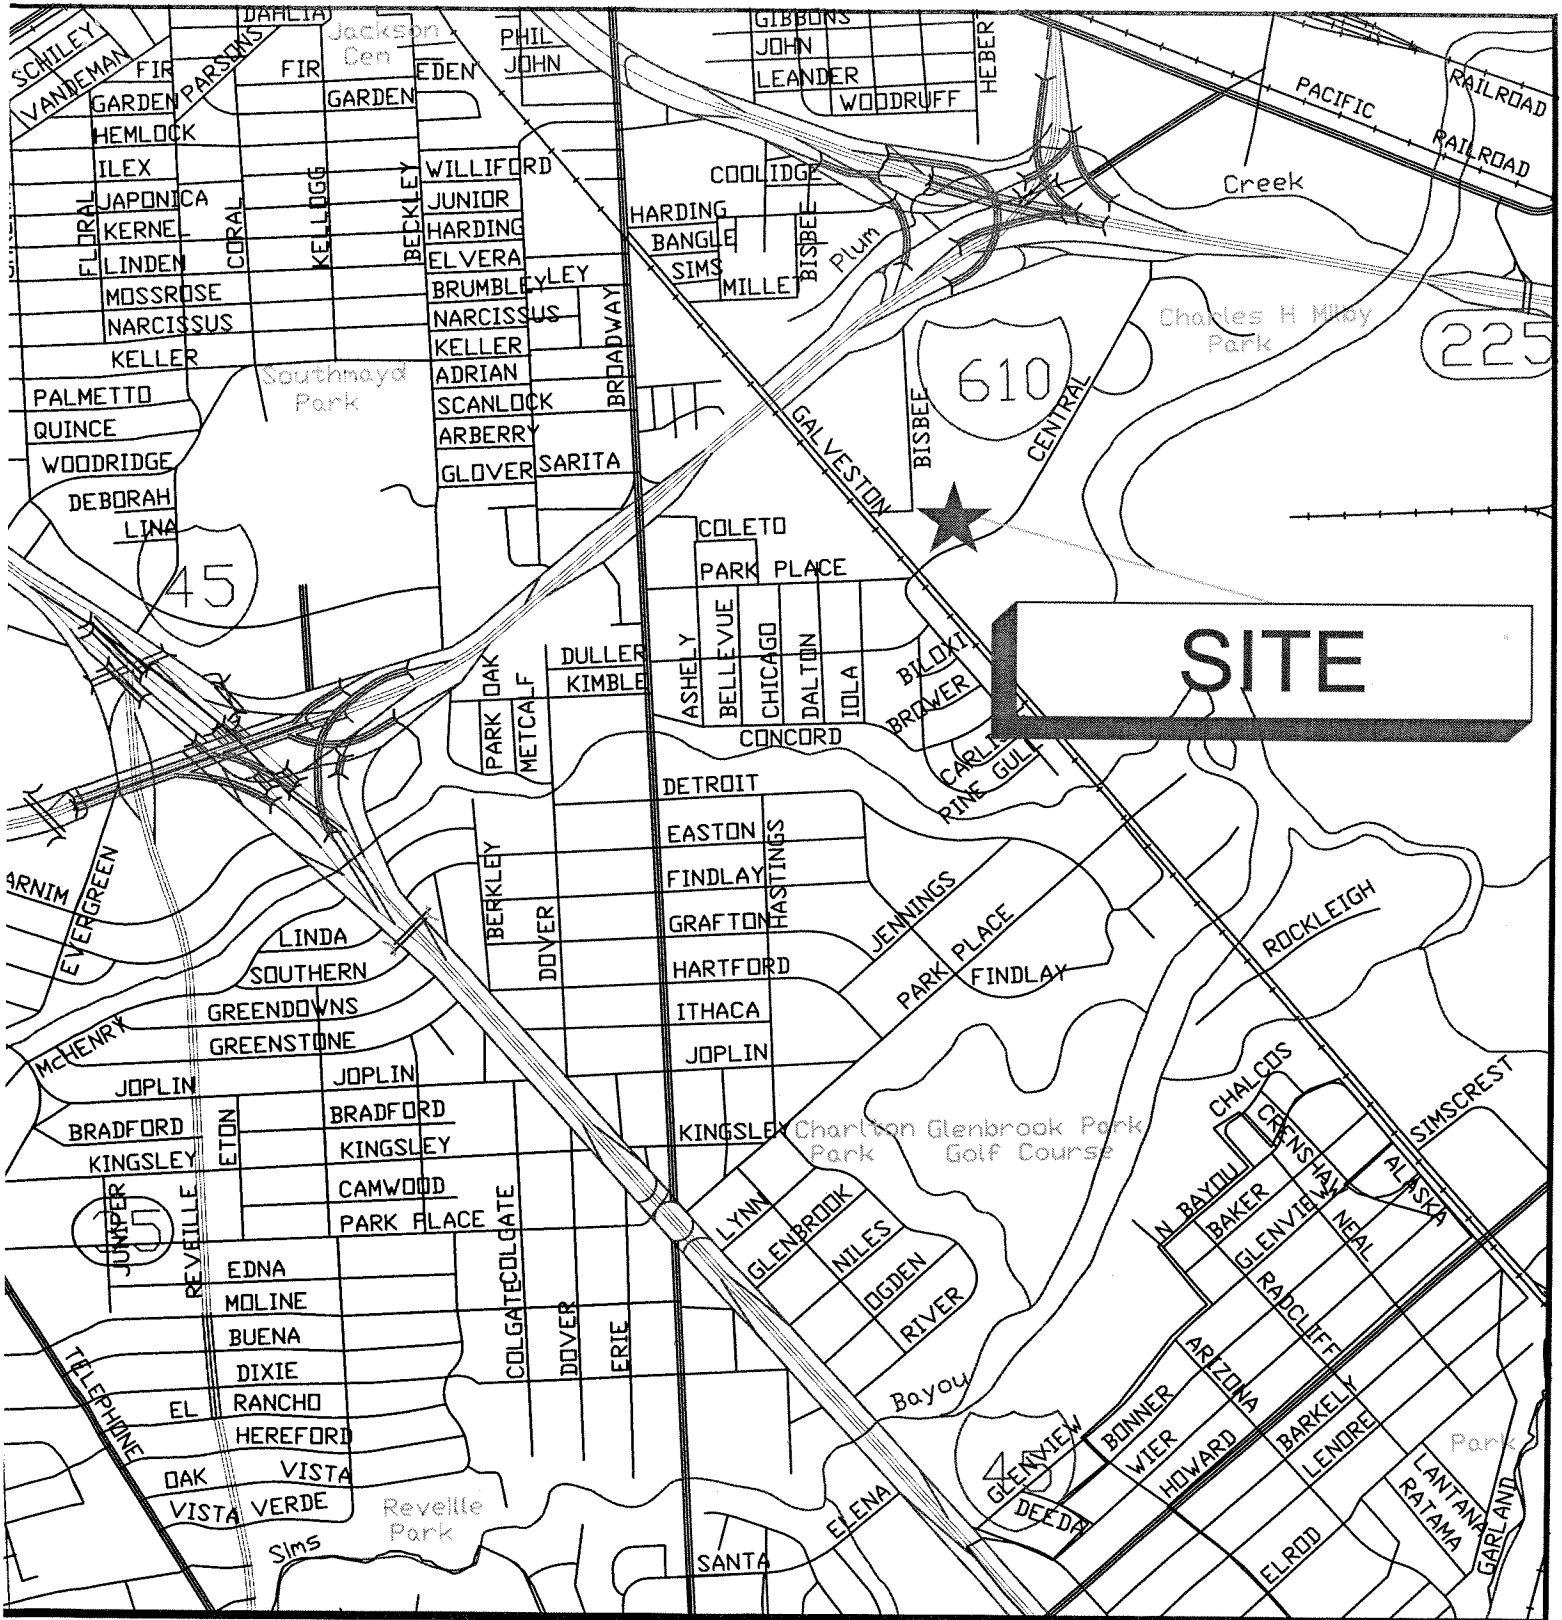 DAHLIA
Jackson
Cen
SCHILEY
VANDEMAN
PARSONS
FIR
FIR
EDEN
PHIL
JOHN
GIBBONS
JOHN
LEANDER
WOODRUFF
HEBER
PACIFIC
RAILROAD
RAILROAD
GARDEN
GARDEN
HEMLOCK
ILEX
JAPONICA
KERNEL
LINDEN
MOSSROSE
NARCISSUS
KELLER
FLORAL
CORAL
KELLOGG
BECKLEY
WILLIFORD
JUNIOR
HARDING
ELVERA
BRUMBLEY
LEY
NARCISSUS
KELLER
ADRIAN
SCANLOCK
ARBERRY
GLOVER
SARITA
BROADWAY
COOLIDGE
HARDING
BANGLE
SIMS
MILLET
BISBEE
Plum
Creek
Charles H Milby
Park
225
610
BISBEE
CENTRAL
GALVESTON
Southmayd
Park
PALMETTO
QUINCE
WOODRIDGE
DEBORAH
LINA
45
COLETO
PARK PLACE
ASHELY
BELLEVUE
CHICAGO
DALTON
IOLA
BILOXI
BROWER
PINE GULL
SITE
DULLER
KIMBLE
PARK OAK
METCALF
CONCORD
DETROIT
EASTON
FINDLAY
GRAFTON
HARTFORD
ITHACA
JOPLIN
KINGSLEY
HASTINGS
BERKLEY
DOVER
JENNINGS
PARK PLACE
FINDLAY
ROCKLEIGH
ARNIM
EVERGREEN
LINDA
SOUTHERN
GREENDOWNS
GREENSTONE
McHENRY
JOPLIN
JOPLIN
BRADFORD
BRADFORD
KINGSLEY
KINGSLEY
ETON
CAMWOOD
PARK PLACE
JUNIPER
REVEILLE
35
COLGATE
COLGATE
DOVER
ERIE
Charlton
Park
Glenbrook Park
Golf Course
CHALCOS
CRENSHAW
SIMSCREST
ALASKA
N BAYOU
BAKER
GLENVIEW
NEAL
RADCLIFF
ARIZONA
LYNN
GLENBROOK
NILES
OGDEN
RIVER
EDNA
MOLINE
BUENA
DIXIE
EL RANCHO
HEREFORD
OAK VISTA
VISTA VERDE
TELEPHONE
Reveille
Park
Sims
Bayou
SANTA
ELENA
45
GLENVIEW
DEEDA
BONNER
WIER
HOWARD
BARKELY
LENORE
ELROD
LANTANA
RATAMA
GARLAND
Park